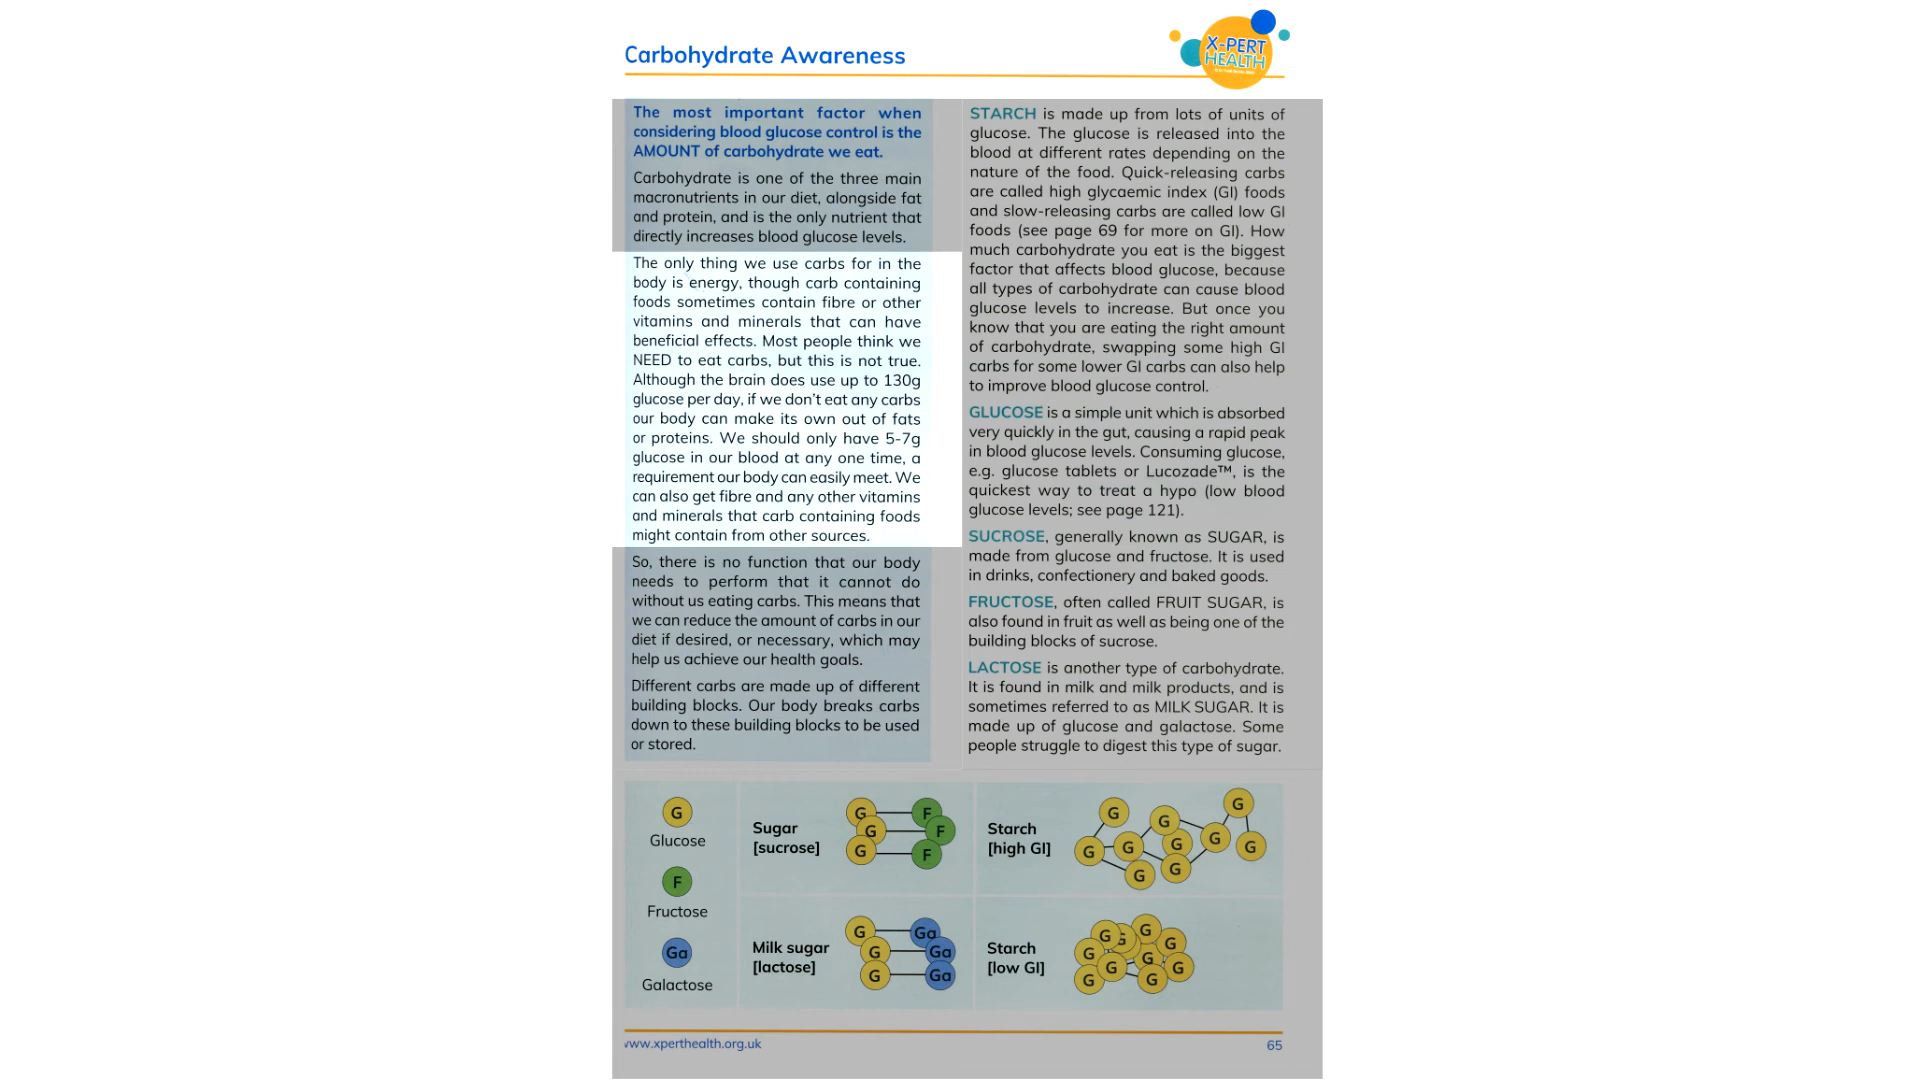 Carbohydrate Awareness
X-PERT
HEALTH
The most important factor when
considering blood glucose control is the
AMOUNT of carbohydrate we eat.
Carbohydrate is one of the three main
macronutrients in our diet, alongside fat
and protein, and is the only nutrient that
directly increases blood glucose levels.
The only thing we use carbs for in the
body is energy, though carb containing
foods sometimes contain fibre or other
vitamins and minerals that can have
beneficial effects. Most people think we
NEED to eat carbs, but this is not true.
Although the brain does use up to 130g
glucose per day, if we don’t eat any carbs
our body can make its own out of fats
or proteins. We should only have 5-7g
glucose in our blood at any one time, a
requirement our body can easily meet. We
can also get fibre and any other vitamins
and minerals that carb containing foods
might contain from other sources.
So, there is no function that our body
needs to perform that it cannot do
without us eating carbs. This means that
we can reduce the amount of carbs in our
diet if desired, or necessary, which may
help us achieve our health goals.
Different carbs are made up of different
building blocks. Our body breaks carbs
down to these building blocks to be used
or stored.
STARCH is made up from lots of units of
glucose. The glucose is released into the
blood at different rates depending on the
nature of the food. Quick-releasing carbs
are called high glycaemic index (GI) foods
and slow-releasing carbs are called low GI
foods (see page 69 for more on GI). How
much carbohydrate you eat is the biggest
factor that affects blood glucose, because
all types of carbohydrate can cause blood
glucose levels to increase. But once you
know that you are eating the right amount
of carbohydrate, swapping some high GI
carbs for some lower GI carbs can also help
to improve blood glucose control.
GLUCOSE is a simple unit which is absorbed
very quickly in the gut, causing a rapid peak
in blood glucose levels. Consuming glucose,
e.g. glucose tablets or Lucozade™, is the
quickest way to treat a hypo (low blood
glucose levels; see page 121).
SUCROSE, generally known as SUGAR, is
made from glucose and fructose. It is used
in drinks, confectionery and baked goods.
FRUCTOSE, often called FRUIT SUGAR, is
also found in fruit as well as being one of the
building blocks of sucrose.
LACTOSE is another type of carbohydrate.
It is found in milk and milk products, and is
sometimes referred to as MILK SUGAR. It is
made up of glucose and galactose. Some
people struggle to digest this type of sugar.
G
Glucose
F
Fructose
Ga
Galactose
Sugar
[sucrose]
G F
G F
G F
Milk sugar
[lactose]
G Ga
G Ga
G Ga
Starch
[high GI]
G G G G G G G G G G
Starch
[low GI]
G G G G G G G G G G G
www.xperthealth.org.uk
65